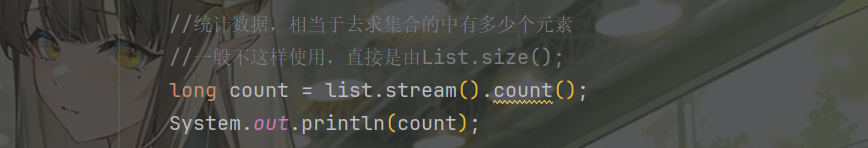 //统计数据，相当于去求集合的中有多少个元素
//一般不这样使用，直接是由List.size();
long count = list.stream().count();
System.out.println(count);